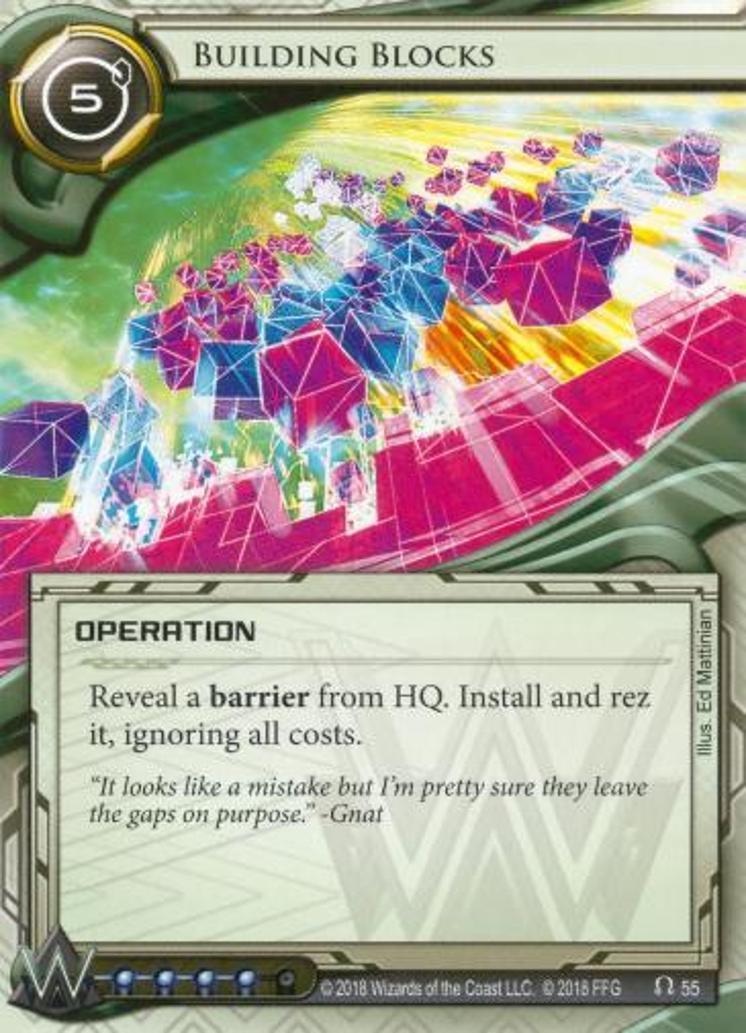 BUILDING BLOCKS
5
OPERATION
Reveal a barrier from HQ. Install and rez
it, ignoring all costs.
“It looks like a mistake but I’m pretty sure they leave
the gaps on purpose.” -Gnat
Illus. Ed Mattinian
© 2018 Wizards of the Coast LLC. © 2018 FFG
55